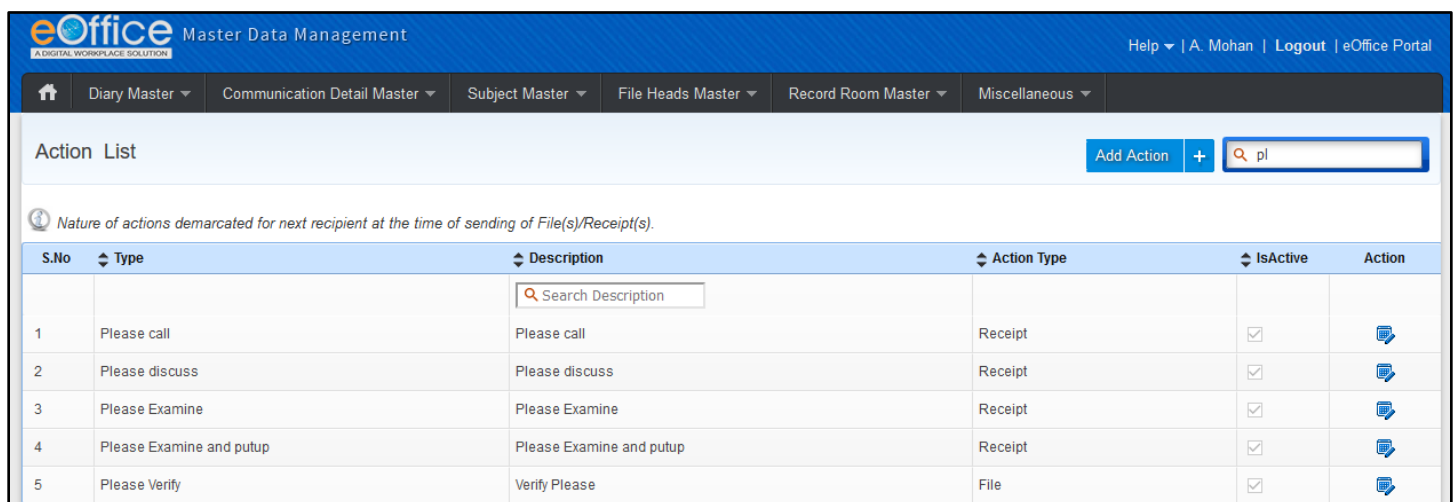 eOffice Master Data Management
A DIGITAL WORKPLACE SOLUTION
Help | A. Mohan | Logout | eOffice Portal
Diary Master Communication Detail Master Subject Master File Heads Master Record Room Master Miscellaneous
Action List Add Action + pl
Nature of actions demarcated for next recipient at the time of sending of File(s)/Receipt(s).
S.No Type Description Action Type IsActive Action
Search Description
1 Please call Please call Receipt
2 Please discuss Please discuss Receipt
3 Please Examine Please Examine Receipt
4 Please Examine and putup Please Examine and putup Receipt
5 Please Verify Verify Please File